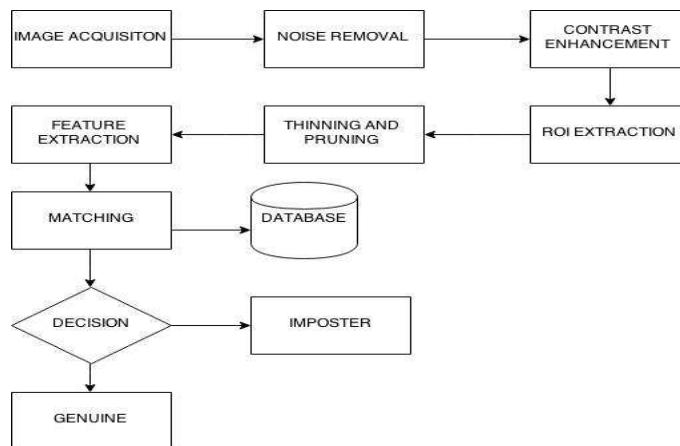 IMAGE ACQUISITON
NOISE REMOVAL
CONTRAST
ENHANCEMENT
ROI EXTRACTION
THINNING AND
PRUNING
FEATURE
EXTRACTION
MATCHING
DATABASE
DECISION
IMPOSTER
GENUINE